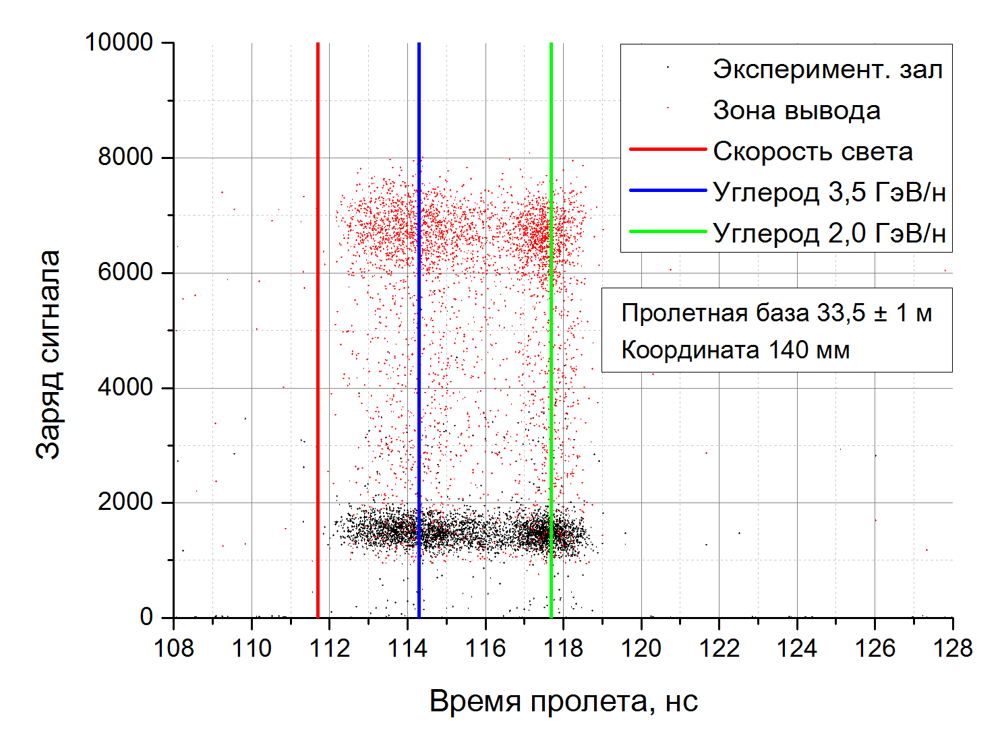 10000
8000
6000
4000
2000
0
Заряд сигнала
Эксперимент. зал
Зона вывода
Скорость света
Углерод 3,5 ГэВ/н
Углерод 2,0 ГэВ/н
Пролетная база 33,5 ± 1 м
Координата 140 мм
108 110 112 114 116 118 120 122 124 126 128
Время пролета, нс